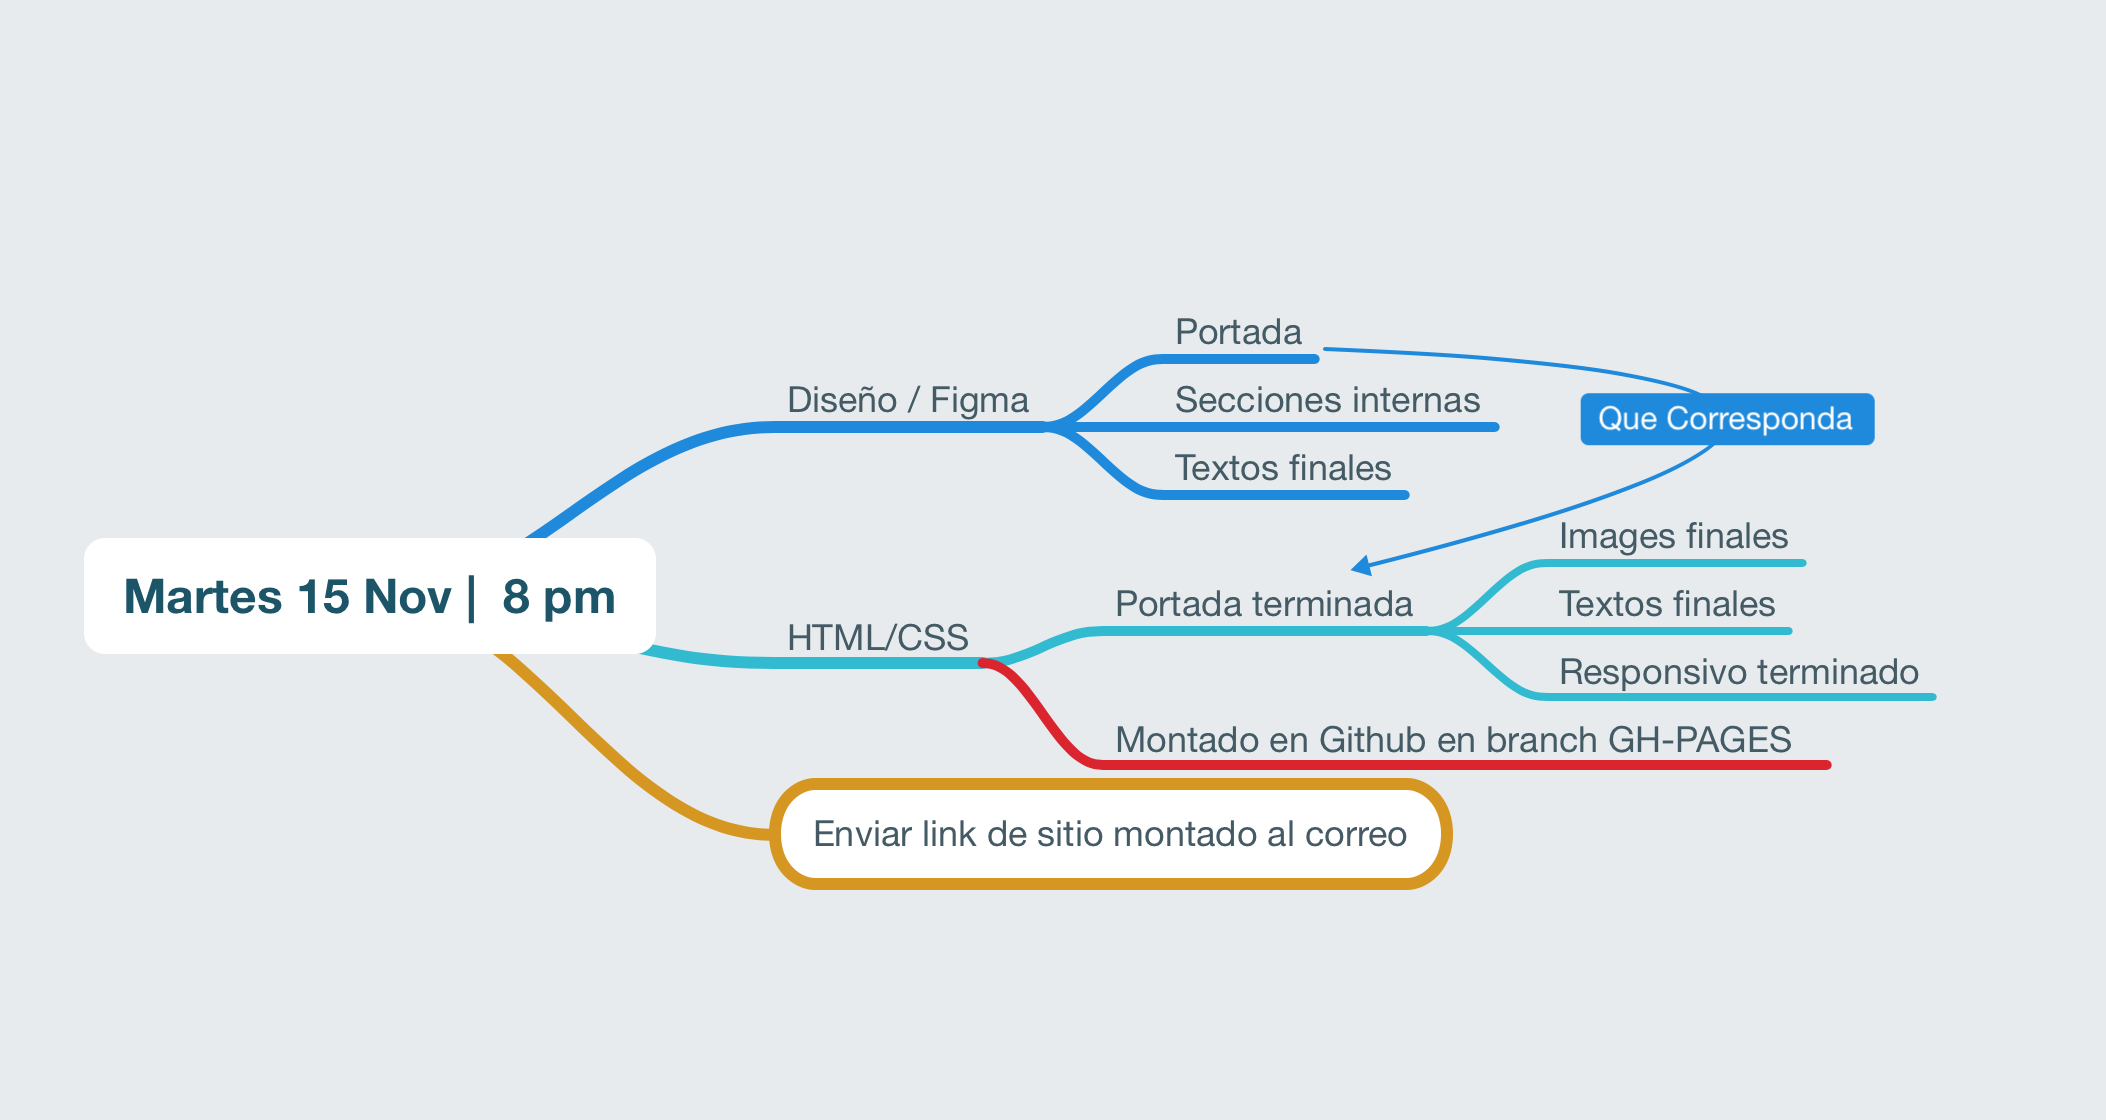 Martes 15 Nov | 8 pm
Diseño / Figma
Portada
Secciones internas
Textos finales
Que Corresponda
HTML/CSS
Portada terminada
Images finales
Textos finales
Responsivo terminado
Montado en Github en branch GH-PAGES
Enviar link de sitio montado al correo